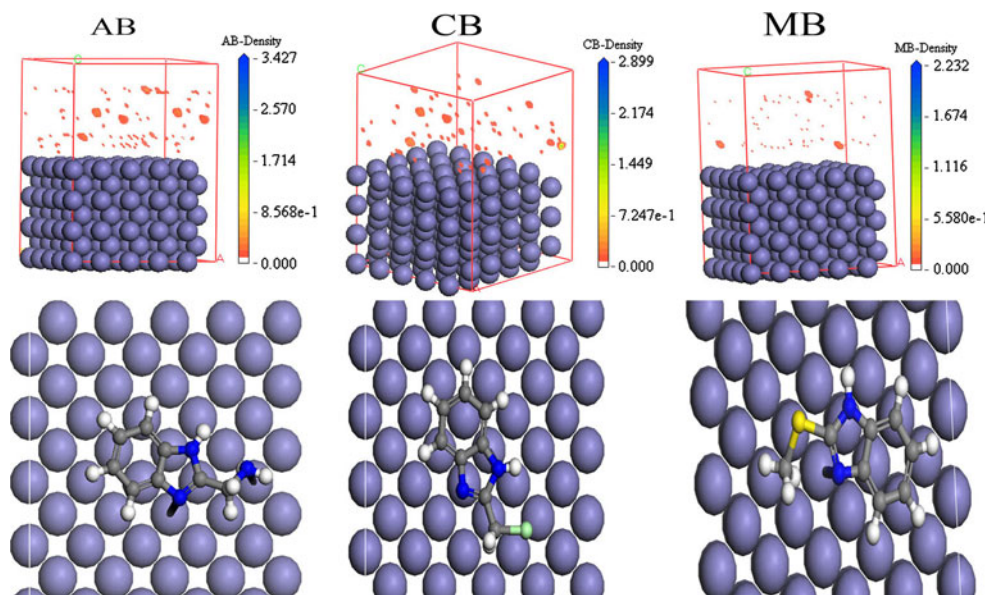 AB
AB-Density
3.427
2.570
1.714
8.568e-1
0.000
C
A
CB
CB-Density
2.899
2.174
1.449
7.247e-1
0.000
C
A
MB
MB-Density
2.232
1.674
1.116
5.580e-1
0.000
C
A